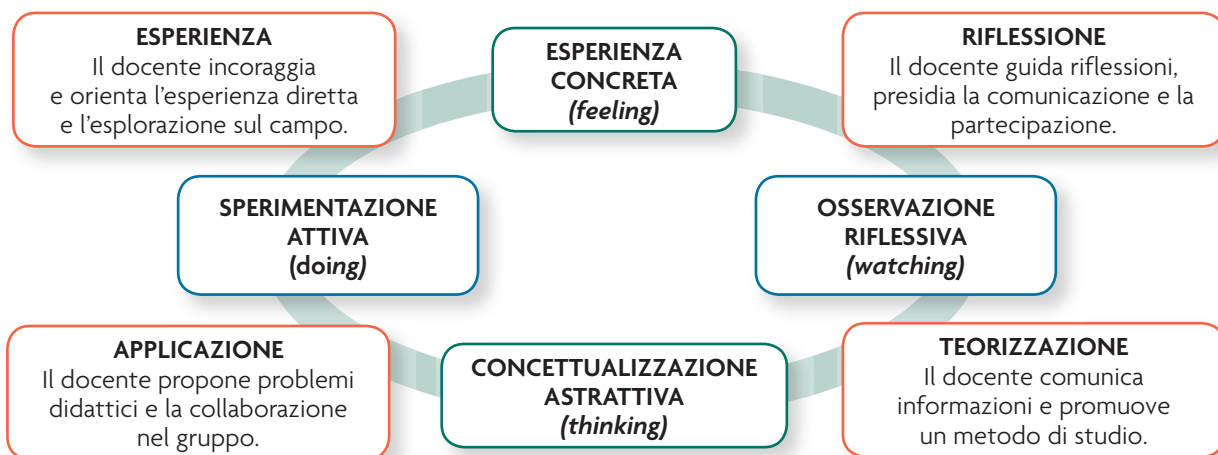 ESPERIENZA
Il docente incoraggia
e orienta l’esperienza diretta
e l’esplorazione sul campo.
ESPERIENZA
CONCRETA
(feeling)
RIFLESSIONE
Il docente guida riflessioni,
presidia la comunicazione e la
partecipazione.
SPERIMENTAZIONE
ATTIVA
(doing)
OSSERVAZIONE
RIFLESSIVA
(watching)
APPLICAZIONE
Il docente propone problemi
didattici e la collaborazione
nel gruppo.
CONCETTUALIZZAZIONE
ASTRATTIVA
(thinking)
TEORIZZAZIONE
Il docente comunica
informazioni e promuove
un metodo di studio.